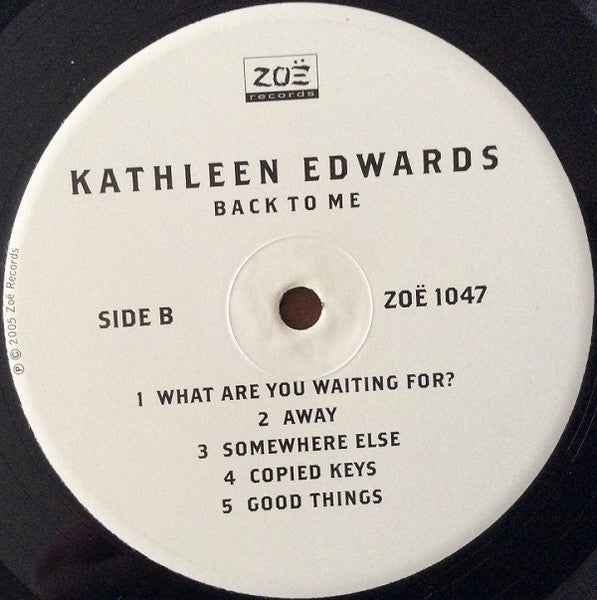 ZOË
records
KATHLEEN EDWARDS
BACK TO ME
SIDE B
ZOË 1047
1 WHAT ARE YOU WAITING FOR?
2 AWAY
3 SOMEWHERE ELSE
4 COPIED KEYS
5 GOOD THINGS
℗ © 2005 Zoë Records